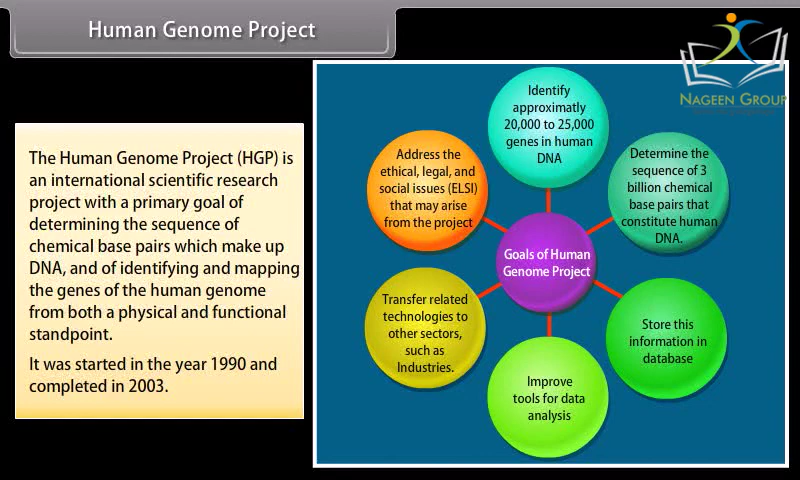 Human Genome Project
NAGEEN GROUP
The Human Genome Project (HGP) is
an international scientific research
project with a primary goal of
determining the sequence of
chemical base pairs which make up
DNA, and of identifying and mapping
the genes of the human genome
from both a physical and functional
standpoint.
It was started in the year 1990 and
completed in 2003.
Identify
approximatly
20,000 to 25,000
genes in human
DNA
Determine the
sequence of 3
billion chemical
base pairs that
constitute human
DNA.
Store this
information in
database
Improve
tools for data
analysis
Transfer related
technologies to
other sectors,
such as
Industries.
Address the
ethical, legal, and
social issues (ELSI)
that may arise
from the project
Goals of Human
Genome Project